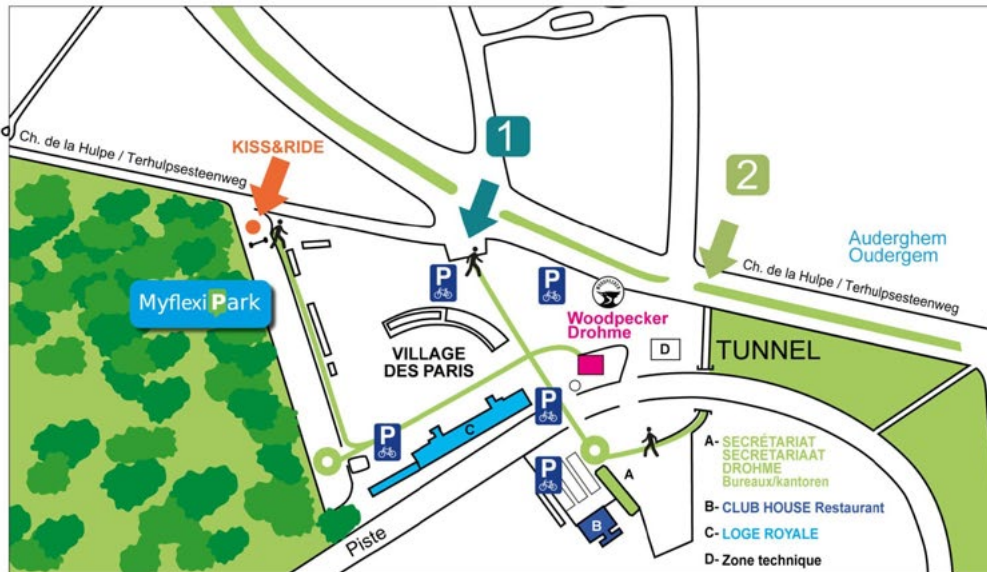 1
KISS&RIDE
Ch. de la Hulpe / Terhulpsesteenweg
2
Auderghem
Oudergem
Ch. de la Hulpe / Terhulpsesteenweg
P
P
MyflexiPark
WOODPECKER
Woodpecker
Drohme
VILLAGE
DES PARIS
D
TUNNEL
P
P
C
P
A
B
Piste
A- SECRÉTARIAT
SECRETARIAAT
DROHME
Bureaux/kantoren
B- CLUB HOUSE Restaurant
C- LOGE ROYALE
D- Zone technique